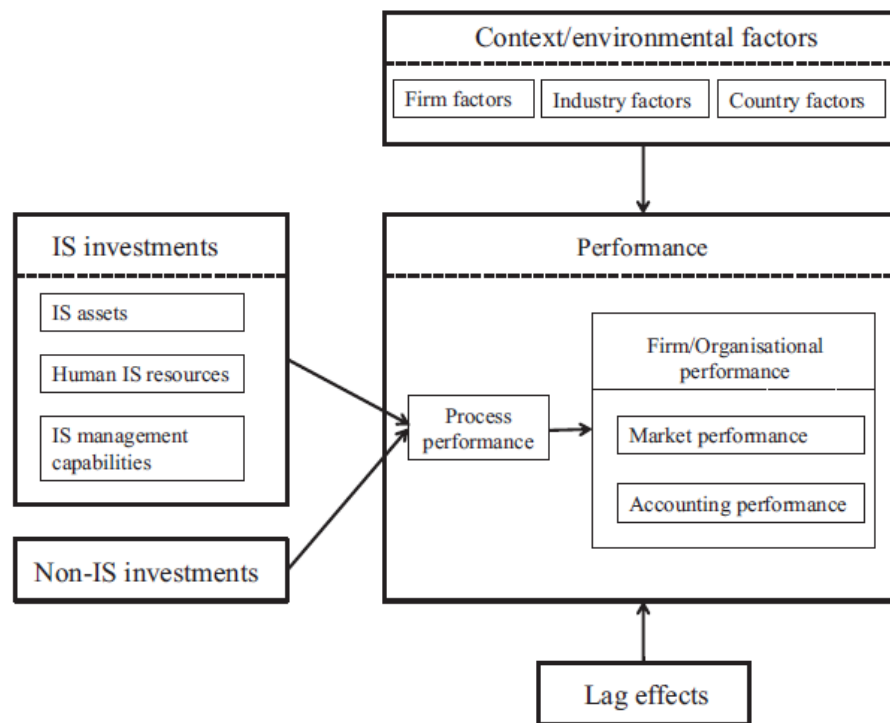 Context/environmental factors
Firm factors
Industry factors
Country factors
IS investments
IS assets
Human IS resources
IS management
capabilities
Non-IS investments
Performance
Process
performance
Firm/Organisational
performance
Market performance
Accounting performance
Lag effects